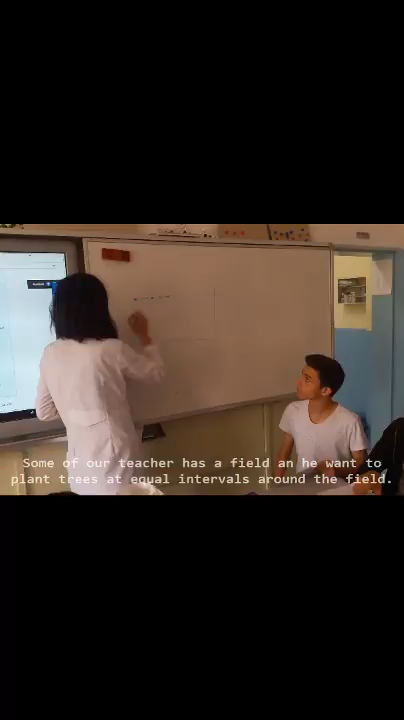 Some of our teacher has a field an he want to
plant trees at equal intervals around the field.